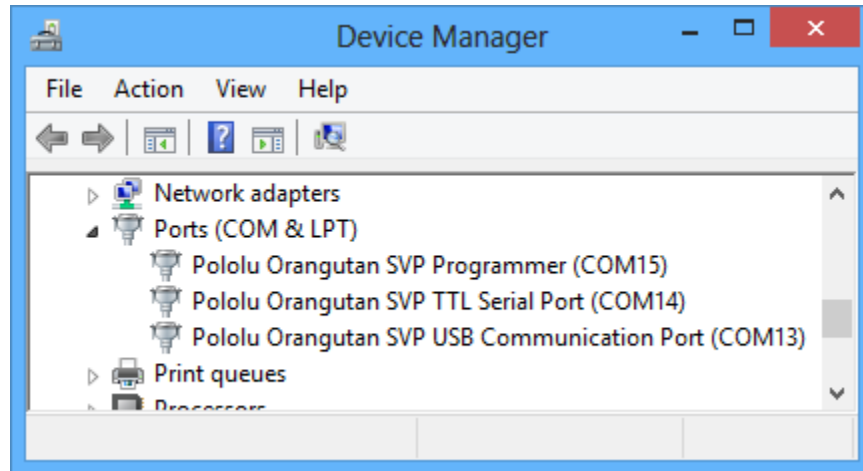 Device Manager
File Action View Help
Network adapters
Ports (COM & LPT)
Pololu Orangutan SVP Programmer (COM15)
Pololu Orangutan SVP TTL Serial Port (COM14)
Pololu Orangutan SVP USB Communication Port (COM13)
Print queues
Processors